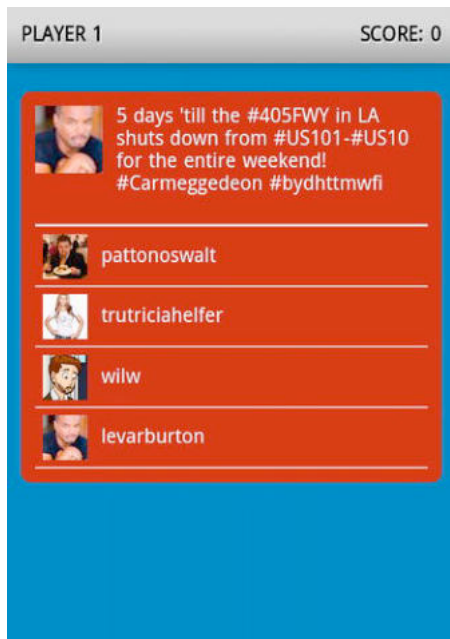 PLAYER 1
SCORE: 0
5 days 'till the #405FWY in LA
shuts down from #US101-#US10
for the entire weekend!
#Carmeggedeon #bydhttmwfi
pattonoswalt
trutriciahelfer
wilw
levarburton